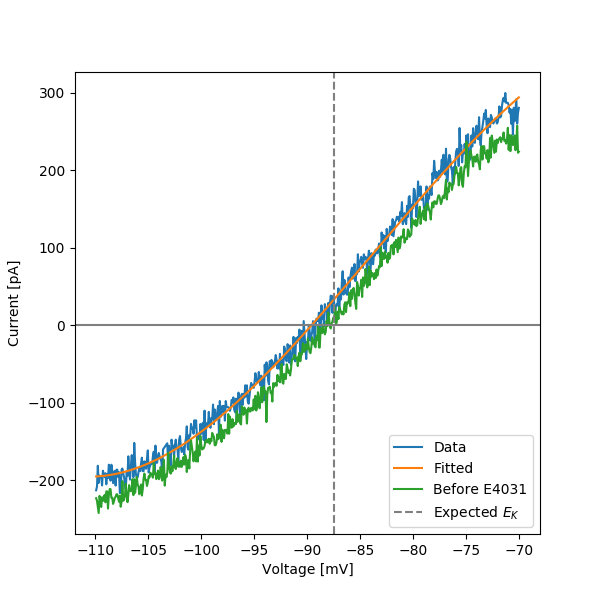 300
200
100
0
−100
−200
Current [pA]
−110 −105 −100 −95 −90 −85 −80 −75 −70
Voltage [mV]
Data
Fitted
Before E4031
Expected E_K